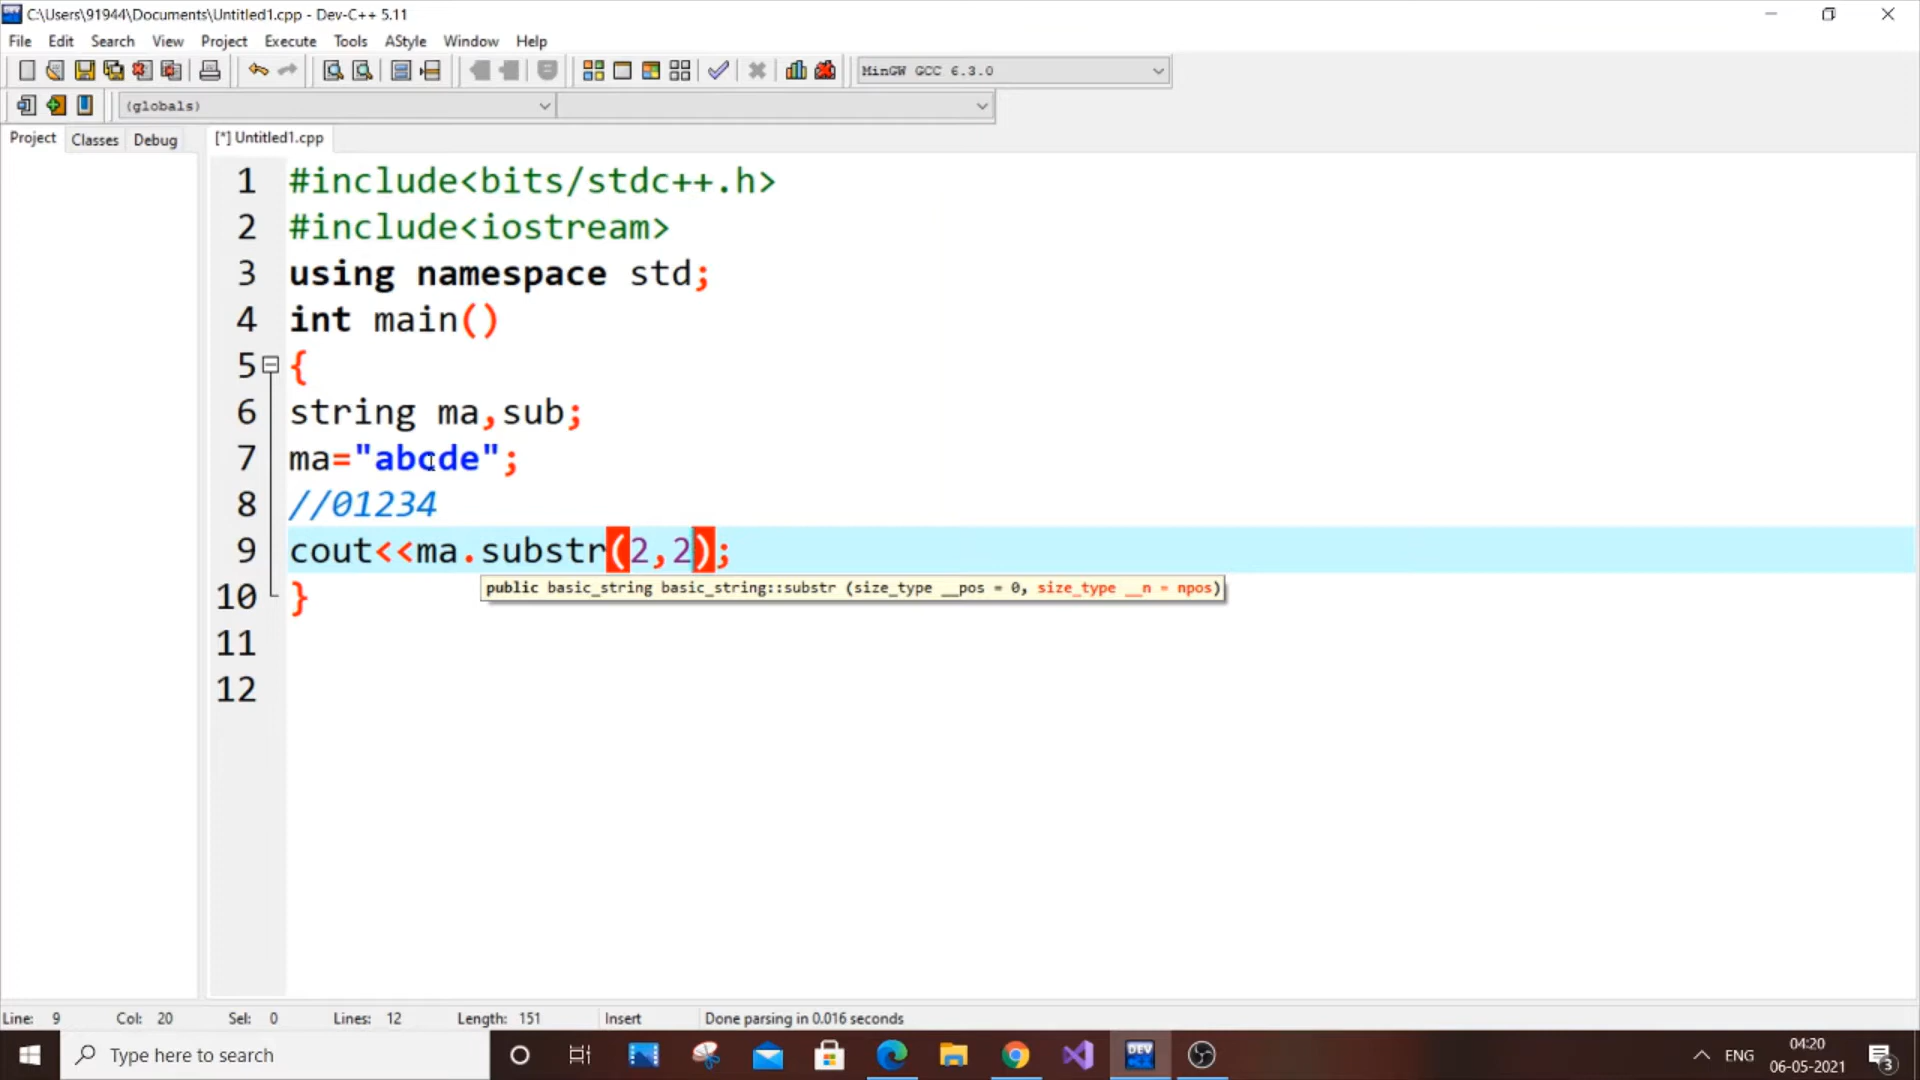 C:\Users\91944\Documents\Untitled1.cpp - Dev-C++ 5.11
File Edit Search View Project Execute Tools AStyle Window Help
MinGW GCC 6.3.0
(globals)
Project Classes Debug [*] Untitled1.cpp
1 #include<bits/stdc++.h>
2 #include<iostream>
3 using namespace std;
4 int main()
5 {
6 string ma,sub;
7 ma="abcde";
8 //01234
9 cout<<ma.substr(2,2);
public basic_string basic_string::substr (size_type __pos = 0, size_type __n = npos)
10 }
11
12
Line: 9 Col: 20 Sel: 0 Lines: 12 Length: 151 Insert Done parsing in 0.016 seconds
Type here to search
DEV
ENG
04:20
06-05-2021
3